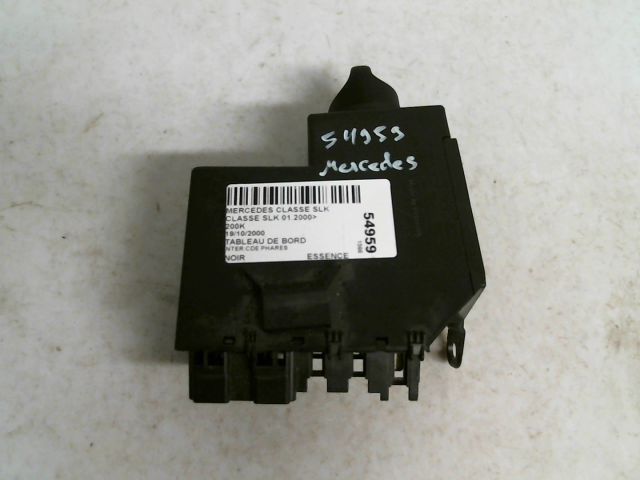 54959
Mercedes
MERCEDES CLASSE SLK
CLASSE SLK 01.2000>
200K
19/10/2000
TABLEAU DE BORD
NTER.CDE PHARES
NOIR ESSENCE
54959